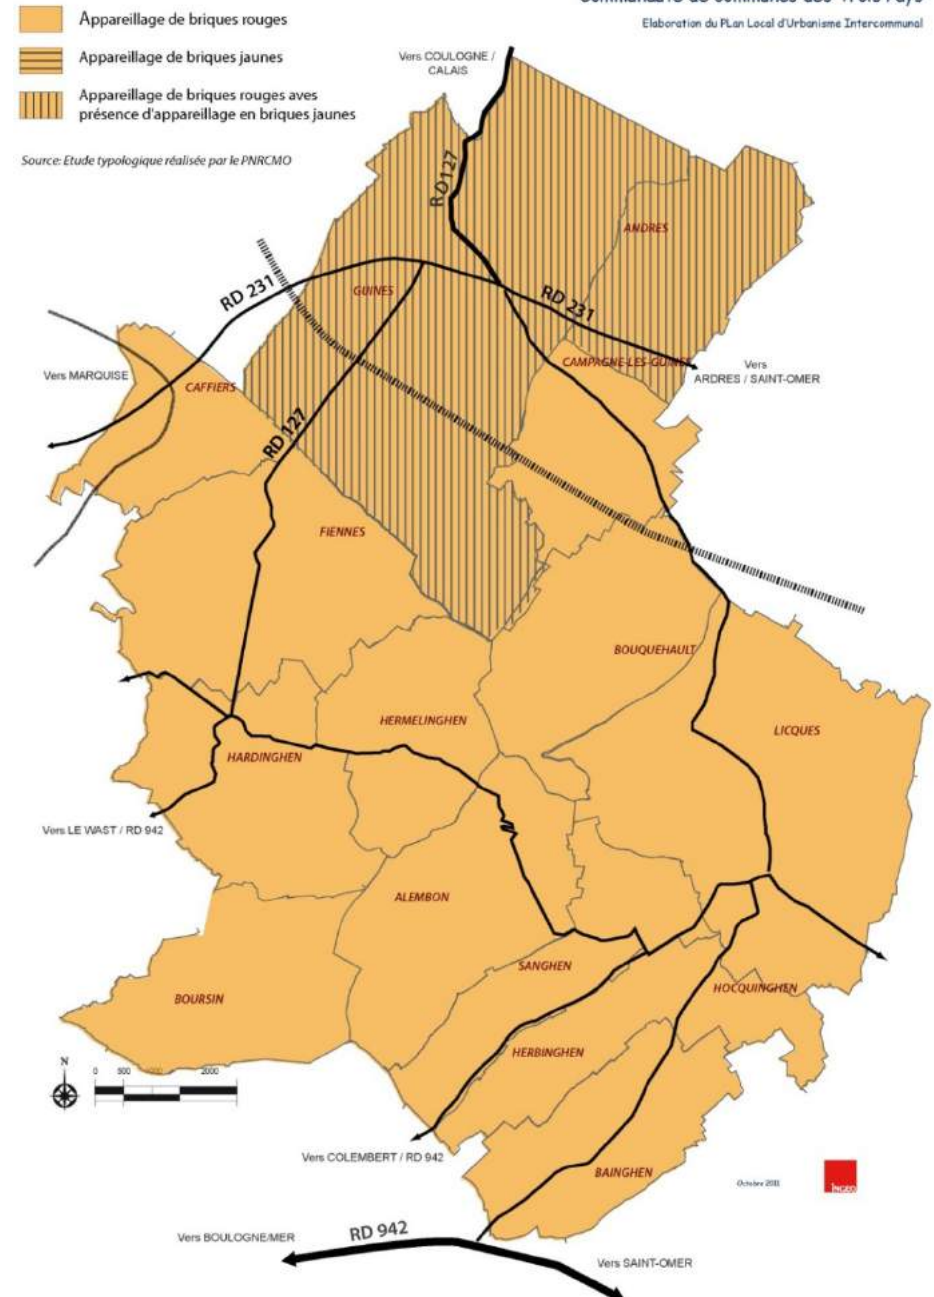 Communauté de communes des Trois Pays
Elaboration du PLan Local d'Urbanisme Intercommunal
Appareillage de briques rouges
Appareillage de briques jaunes
Appareillage de briques rouges aves
présence d'appareillage en briques jaunes
Source: Etude typologique réalisée par le PNRCMO
Vers COULOGNE /
CALAIS
RD127
ANDRES
RD 231
GUINES
RD 231
CAMPAGNE-LES-GUINES
Vers
ARDRES / SAINT-OMER
Vers MARQUISE
CAFFIERS
RD 127
FIENNES
BOUQUEHAULT
LICQUES
HERMELINGHEN
HARDINGHEN
Vers LE WAST / RD 942
ALEMBON
SANGHEN
HOCQUINGHEN
BOURSIN
HERBINGHEN
N
0 500 1000 2000
Vers COLEMBERT / RD 942
BAINGHEN
Octobre 2011
INGEO
Vers BOULOGNE/MER
RD 942
Vers SAINT-OMER